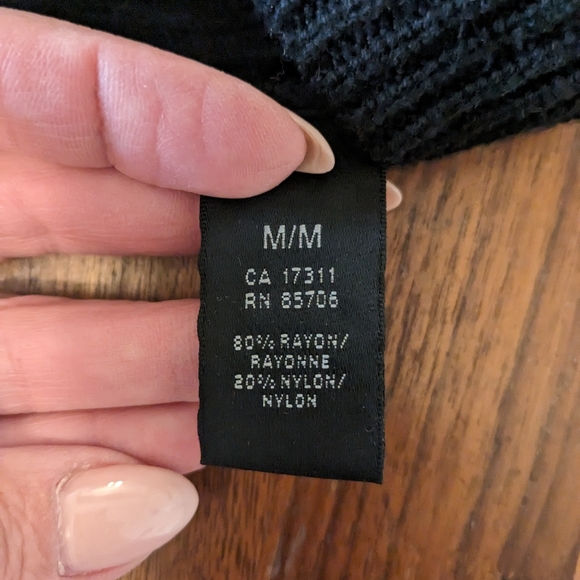 M/M
CA 17311
RN 85706
80% RAYON/
RAYONNE
20% NYLON/
NYLON